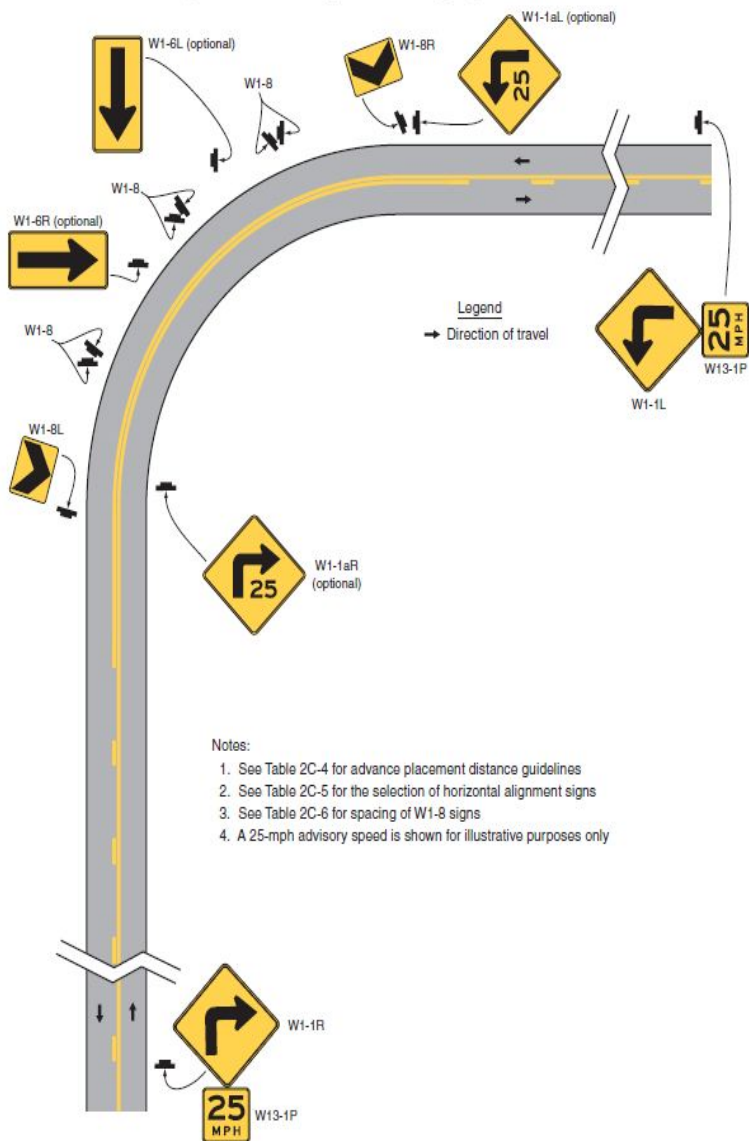 W1-6L (optional)
W1-8
W1-8R
W1-1aL (optional)
25
W1-8
W1-6R (optional)
Legend
Direction of travel
25
MPH
W13-1P
W1-1L
W1-8
W1-8L
W1-1aR
(optional)
25
Notes:
1. See Table 2C-4 for advance placement distance guidelines
2. See Table 2C-5 for the selection of horizontal alignment signs
3. See Table 2C-6 for spacing of W1-8 signs
4. A 25-mph advisory speed is shown for illustrative purposes only
W1-1R
25
MPH
W13-1P